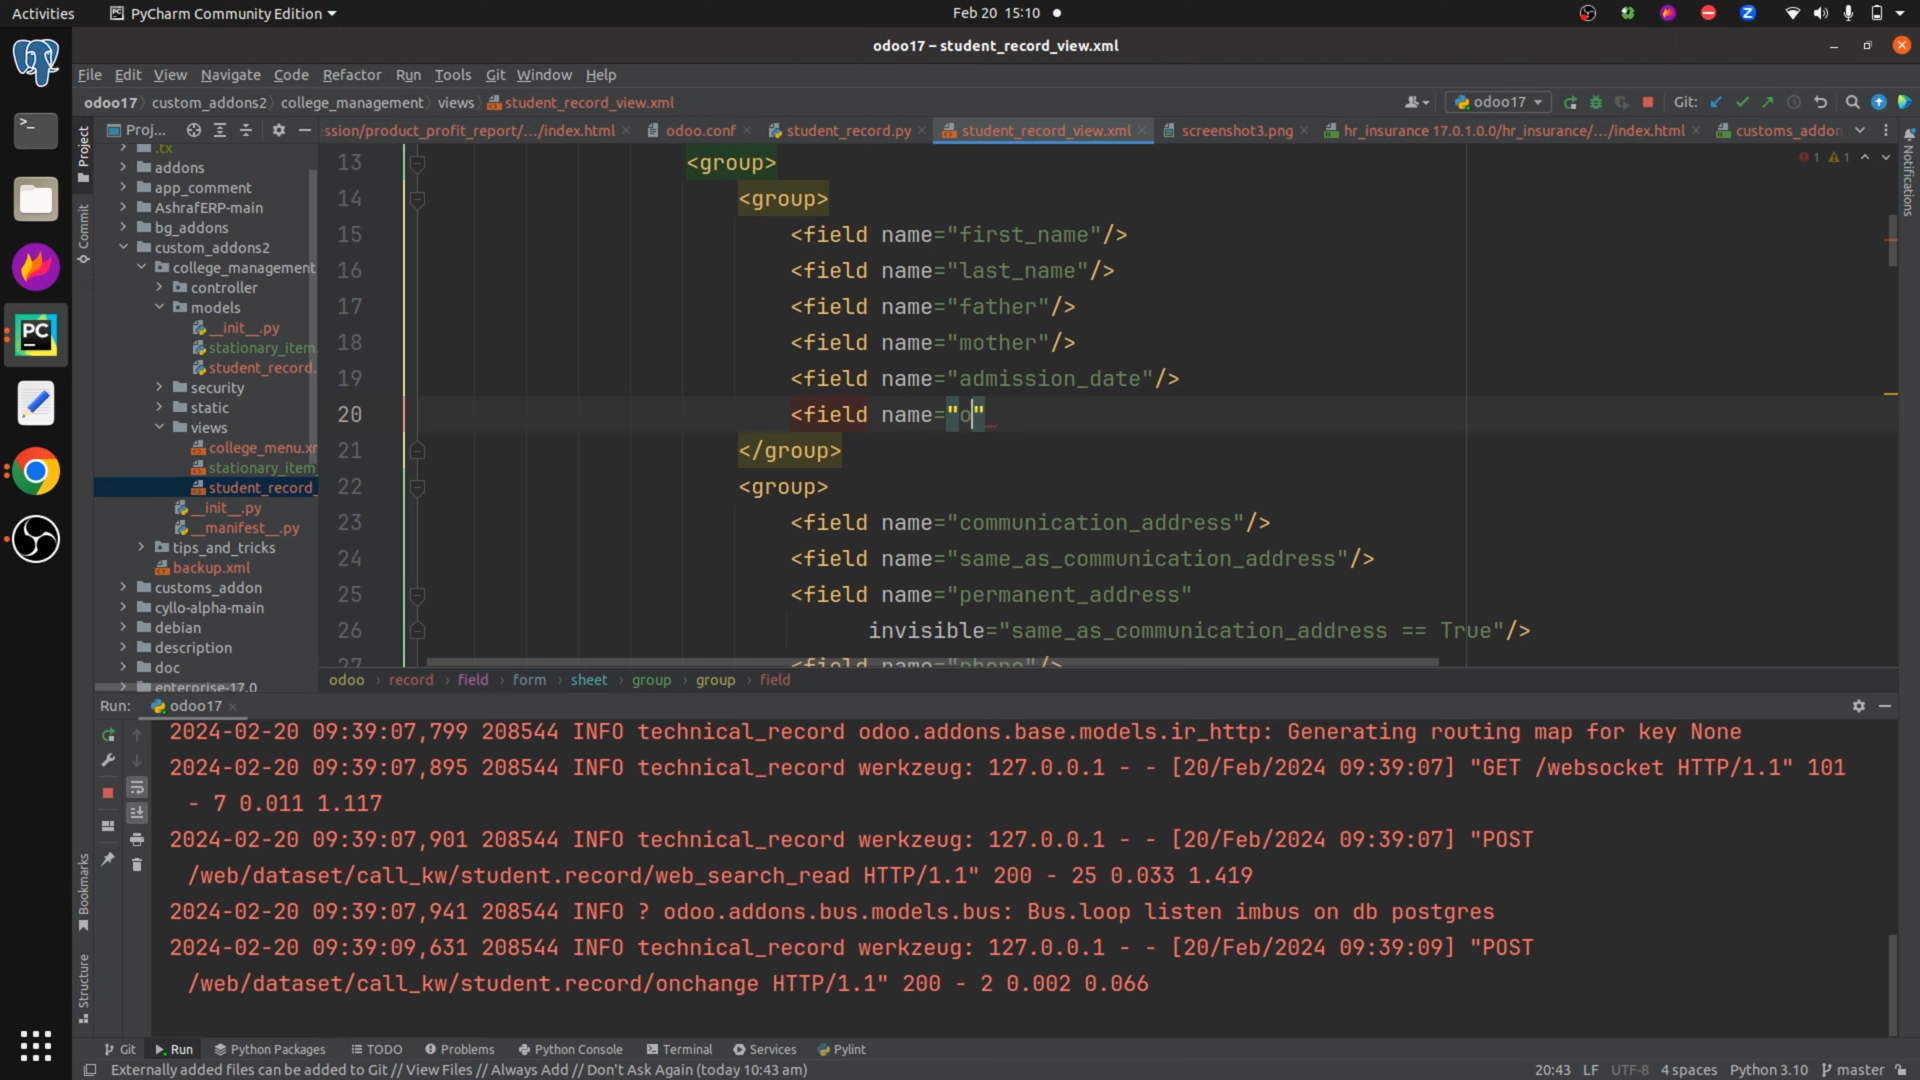 Activities
PyCharm Community Edition
Feb 20 15:10
odoo17 – student_record_view.xml
File Edit View Navigate Code Refactor Run Tools Git Window Help
odoo17 custom_addons2 college_management views student_record_view.xml
odoo17
Git:
Proj...
ssion/product_profit_report/.../index.html
odoo.conf
student_record.py
student_record_view.xml
screenshot3.png
hr_insurance 17.0.1.0.0/hr_insurance/.../index.html
customs_addon
Project
Commit
Bookmarks
Structure
Notifications
.tx
addons
app_comment
AshrafERP-main
bg_addons
custom_addons2
college_management
controller
models
__init__.py
stationary_item
student_record.
security
static
views
college_menu.xm
stationary_item
student_record_
__init__.py
__manifest__.py
tips_and_tricks
backup.xml
customs_addon
cyllo-alpha-main
debian
description
doc
enterprise-17.0
1 1
13 <group>
14 <group>
15 <field name="first_name"/>
16 <field name="last_name"/>
17 <field name="father"/>
18 <field name="mother"/>
19 <field name="admission_date"/>
20 <field name="o"
21 </group>
22 <group>
23 <field name="communication_address"/>
24 <field name="same_as_communication_address"/>
25 <field name="permanent_address"
26 invisible="same_as_communication_address == True"/>
27 <field name="phone"/>
odoo record field form sheet group group field
Run: odoo17
2024-02-20 09:39:07,799 208544 INFO technical_record odoo.addons.base.models.ir_http: Generating routing map for key None
2024-02-20 09:39:07,895 208544 INFO technical_record werkzeug: 127.0.0.1 - - [20/Feb/2024 09:39:07] "GET /websocket HTTP/1.1" 101
- 7 0.011 1.117
2024-02-20 09:39:07,901 208544 INFO technical_record werkzeug: 127.0.0.1 - - [20/Feb/2024 09:39:07] "POST
/web/dataset/call_kw/student.record/web_search_read HTTP/1.1" 200 - 25 0.033 1.419
2024-02-20 09:39:07,941 208544 INFO ? odoo.addons.bus.models.bus: Bus.loop listen imbus on db postgres
2024-02-20 09:39:09,631 208544 INFO technical_record werkzeug: 127.0.0.1 - - [20/Feb/2024 09:39:09] "POST
/web/dataset/call_kw/student.record/onchange HTTP/1.1" 200 - 2 0.002 0.066
Git Run Python Packages TODO Problems Python Console Terminal Services Pylint
Externally added files can be added to Git // View Files // Always Add // Don't Ask Again (today 10:43 am)
20:43 LF UTF-8 4 spaces Python 3.10 master